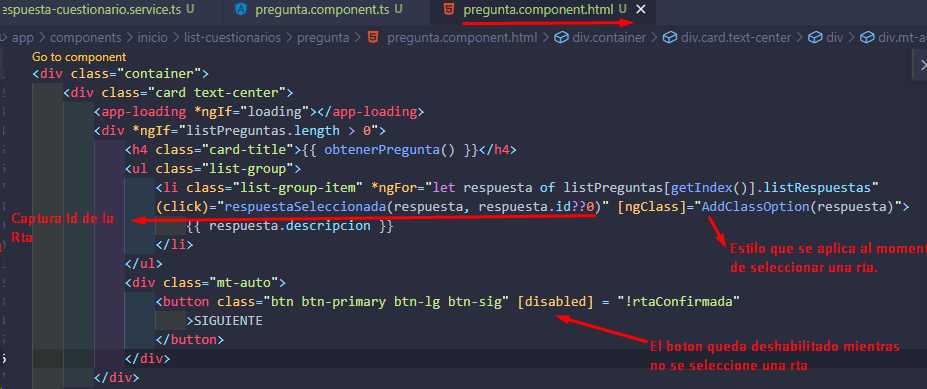 espuesta-cuestionario.service.ts U pregunta.component.ts U pregunta.component.html U
app > components > inicio > list-cuestionarios > pregunta > pregunta.component.html > div.container > div.card.text-center > div > div.mt-a
Go to component
<div class="container">
<div class="card text-center">
<app-loading *ngIf="loading"></app-loading>
<div *ngIf="listPreguntas.length > 0">
<h4 class="card-title">{{ obtenerPregunta() }}</h4>
<ul class="list-group">
<li class="list-group-item" *ngFor="let respuesta of listPreguntas[getIndex()].listRespuestas"
(click)="respuestaSeleccionada(respuesta, respuesta.id??0)" [ngClass]="AddClassOption(respuesta)">
{{ respuesta.descripcion }}
</li>
</ul>
<div class="mt-auto">
<button class="btn btn-primary btn-lg btn-sig" [disabled] = "!rtaConfirmada"
>SIGUIENTE
</button>
</div>
</div>
Captura Id de la
Rta
Estilo que se aplica al moment
de seleccionar una rta.
El boton queda deshabilitado mientras
no se seleccione una rta